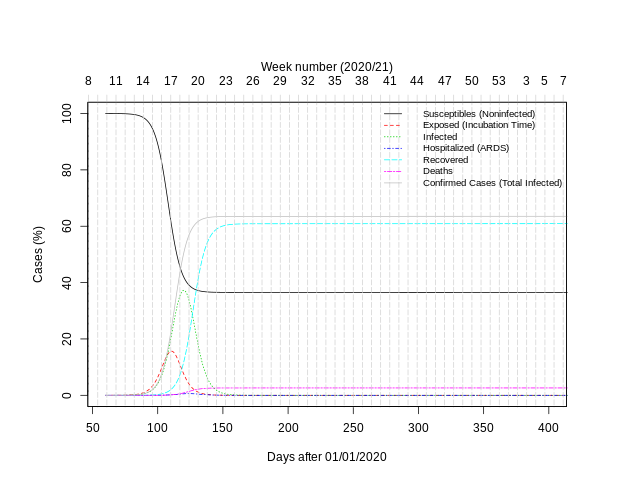 Week number (2020/21)
8 11 14 17 20 23 26 29 32 35 38 41 44 47 50 53 3 5 7
Susceptibles (Noninfected)
Exposed (Incubation Time)
Infected
Hospitalized (ARDS)
Recovered
Deaths
Confirmed Cases (Total Infected)
Cases (%)
100
80
60
40
20
0
50 100 150 200 250 300 350 400
Days after 01/01/2020